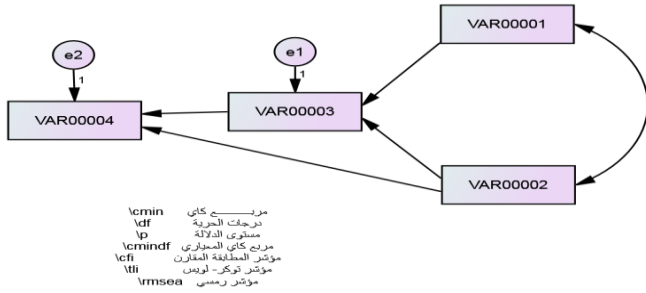 VAR00001
e2
e1
1
1
VAR00003
VAR00004
VAR00002
مربـــــع كاي \cmin
درجات الحرية \df
مستوى الدلالة \p
مربع كاي المعياري \cmindf
مؤشر المطابقة المقارن \cfi
مؤشر توكر- لويس \tli
مؤشر رمسي \rmsea